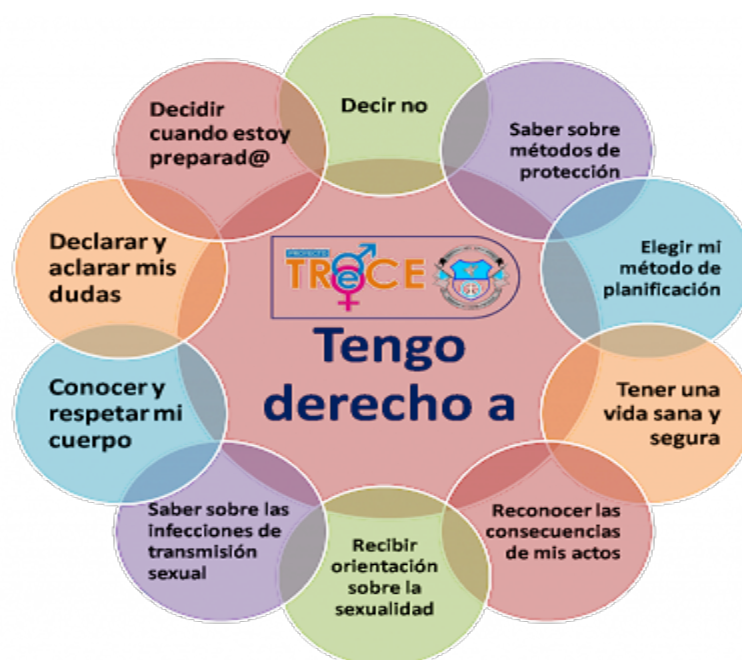 Decir no
Saber sobre
métodos de
protección
Elegir mi
método de
planificación
Tener una
vida sana y
segura
Reconocer las
consecuencias
de mis actos
Recibir
orientación
sobre la
sexualidad
Saber sobre las
infecciones de
transmisión
sexual
Conocer y
respetar mi
cuerpo
Declarar y
aclarar mis
dudas
Decidir
cuando estoy
preparad@
PROYECTO
TReCE
Tengo
derecho a